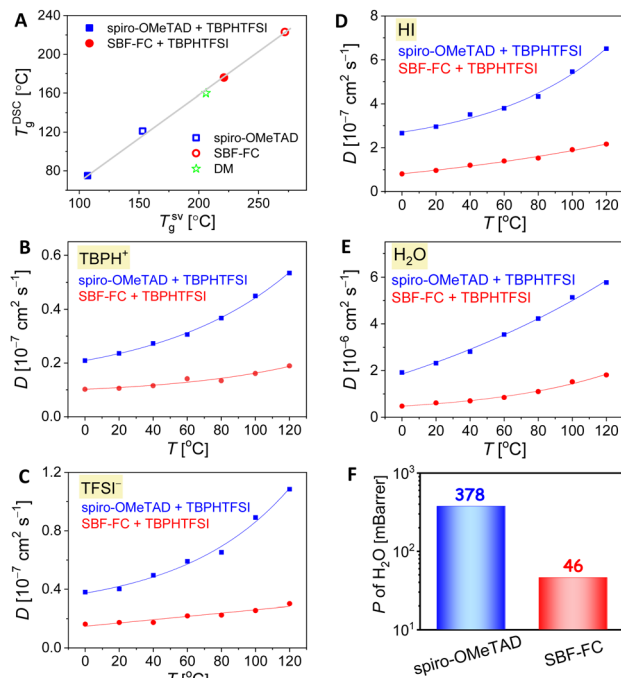 A
240
200
160
120
80
T_g^DSC [°C]
spiro-OMeTAD + TBPHTFSI
SBF-FC + TBPHTFSI
spiro-OMeTAD
SBF-FC
DM
100 150 200 250
T_g^sv [°C]
B
TBPH⁺
spiro-OMeTAD + TBPHTFSI
SBF-FC + TBPHTFSI
0.6
0.4
0.2
0.0
D [10⁻⁷ cm² s⁻¹]
0 20 40 60 80 100 120
T [°C]
C
TFSI⁻
spiro-OMeTAD + TBPHTFSI
SBF-FC + TBPHTFSI
1.2
0.8
0.4
0.0
D [10⁻⁷ cm² s⁻¹]
0 20 40 60 80 100 120
D
HI
spiro-OMeTAD + TBPHTFSI
SBF-FC + TBPHTFSI
8
6
4
2
0
D [10⁻⁷ cm² s⁻¹]
0 20 40 60 80 100 120
T [°C]
E
H₂O
spiro-OMeTAD + TBPHTFSI
SBF-FC + TBPHTFSI
6
4
2
0
D [10⁻⁶ cm² s⁻¹]
0 20 40 60 80 100 120
T [°C]
F
10³
10²
10¹
P of H₂O [mBarrer]
378
46
spiro-OMeTAD
SBF-FC